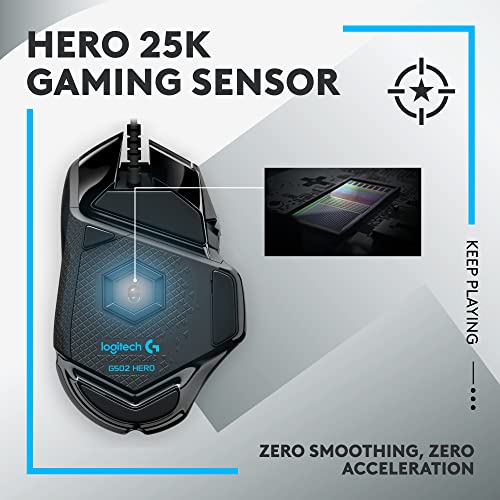 HERO 25K
GAMING SENSOR
KEEP PLAYING
logitech G
G502 HERO
ZERO SMOOTHING, ZERO
ACCELERATION